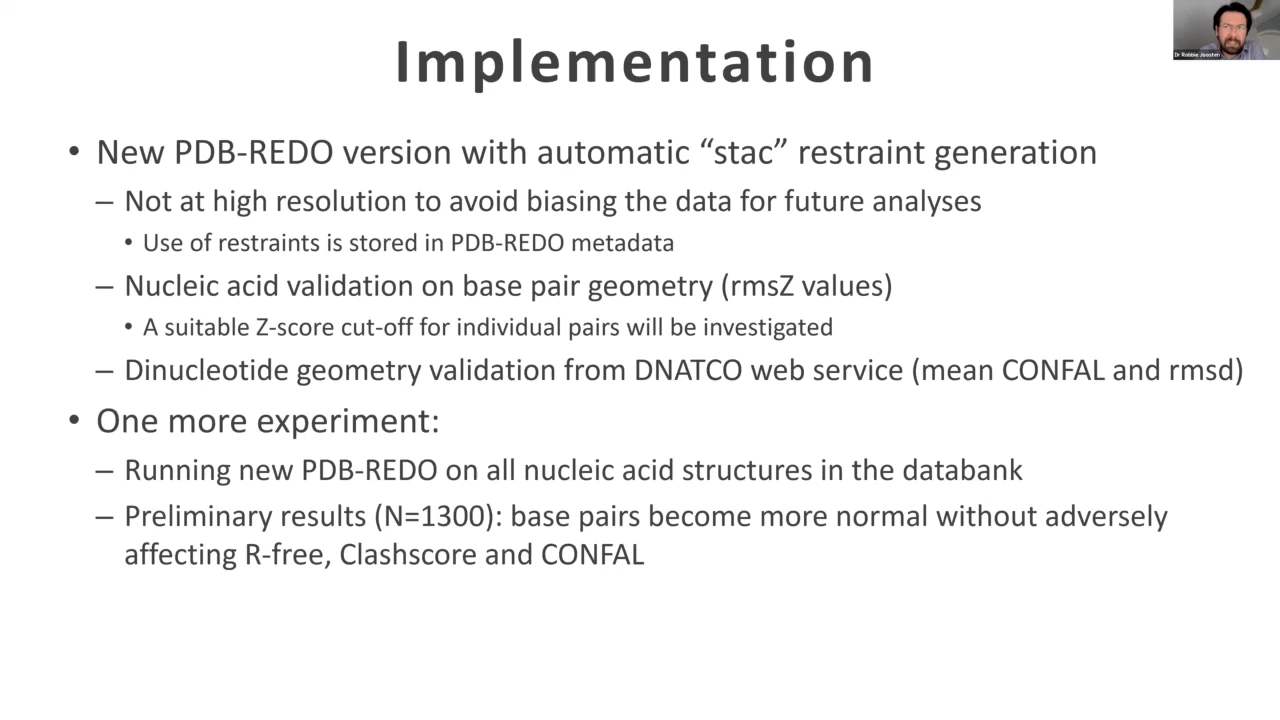 Implementation
Dr Robbie Joosten
• New PDB-REDO version with automatic “stac” restraint generation
– Not at high resolution to avoid biasing the data for future analyses
• Use of restraints is stored in PDB-REDO metadata
– Nucleic acid validation on base pair geometry (rmsZ values)
• A suitable Z-score cut-off for individual pairs will be investigated
– Dinucleotide geometry validation from DNATCO web service (mean CONFAL and rmsd)
• One more experiment:
– Running new PDB-REDO on all nucleic acid structures in the databank
– Preliminary results (N=1300): base pairs become more normal without adversely
affecting R-free, Clashscore and CONFAL